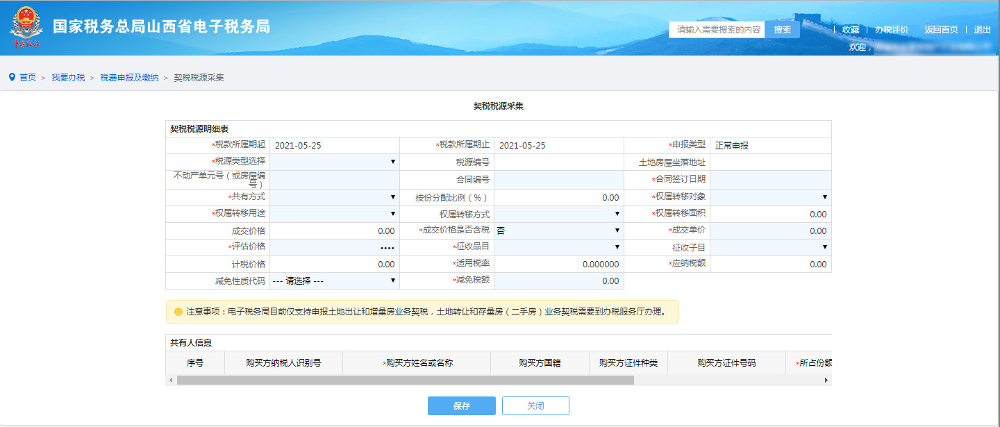 国家税务总局山西省电子税务局
中国税务
请输入需要搜索的内容 搜索 | 收藏 | 办税评价 返回首页 | 退出
欢迎，
首页 > 我要办税 > 税费申报及缴纳 > 契税税源采集
契税税源采集
契税税源明细表
*税款所属期起 2021-05-25 *税款所属期止 2021-05-25 *申报类型 正常申报
*税源类型选择 税源编号 土地房屋坐落地址
不动产单元号（或房屋编号） 合同编号 *合同签订日期
*共有方式 按份分配比例（%） 0.00 *权属转移对象
*权属转移用途 权属转移方式 *权属转移面积 0.00
成交价格 0.00 *成交价格是否含税 否 *成交单价 0.00
*评估价格 •••• *征收品目 征收子目
计税价格 0.00 *适用税率 0.000000 *应纳税额 0.00
减免性质代码 --- 请选择 --- *减免税额 0.00
注意事项：电子税务局目前仅支持申报土地出让和增量房业务契税，土地转让和存量房（二手房）业务契税需要到办税服务厅办理。
共有人信息
序号 购买方纳税人识别号 *购买方姓名或名称 购买方国籍 购买方证件种类 购买方证件号码 *所占份额
保存 关闭